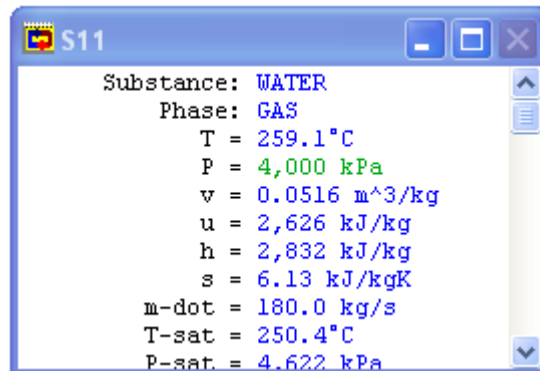 S11
Substance: WATER
Phase: GAS
T = 259.1°C
P = 4,000 kPa
v = 0.0516 m^3/kg
u = 2,626 kJ/kg
h = 2,832 kJ/kg
s = 6.13 kJ/kgK
m-dot = 180.0 kg/s
T-sat = 250.4°C
P-sat = 4,622 kPa